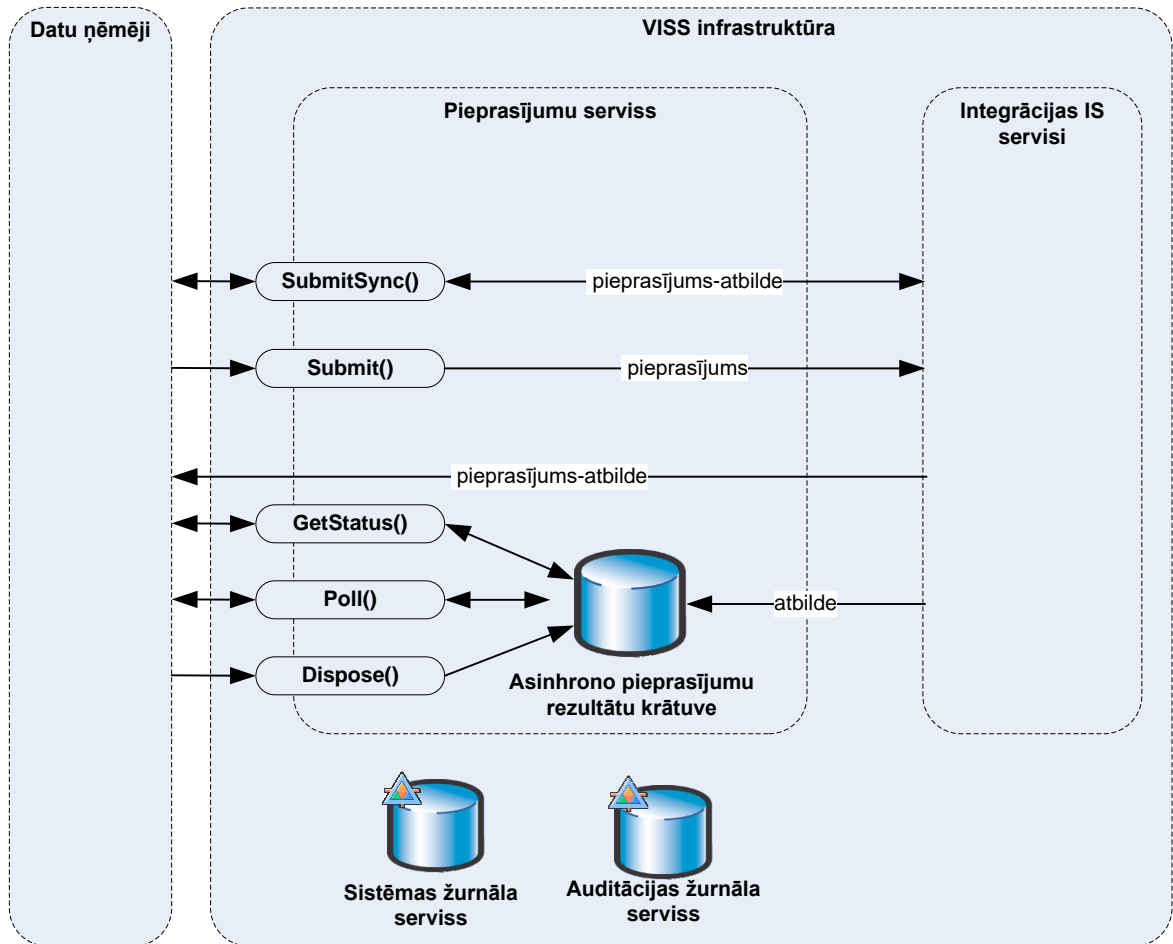 Datu ņēmēji
VISS infrastruktūra
Pieprasījumu serviss
Integrācijas IS
servisi
SubmitSync()
pieprasījums-atbilde
Submit()
pieprasījums
pieprasījums-atbilde
GetStatus()
Poll()
atbilde
Dispose()
Asinhrono pieprasījumu
rezultātu krātuve
Sistēmas žurnāla
serviss
Auditācijas žurnāla
serviss